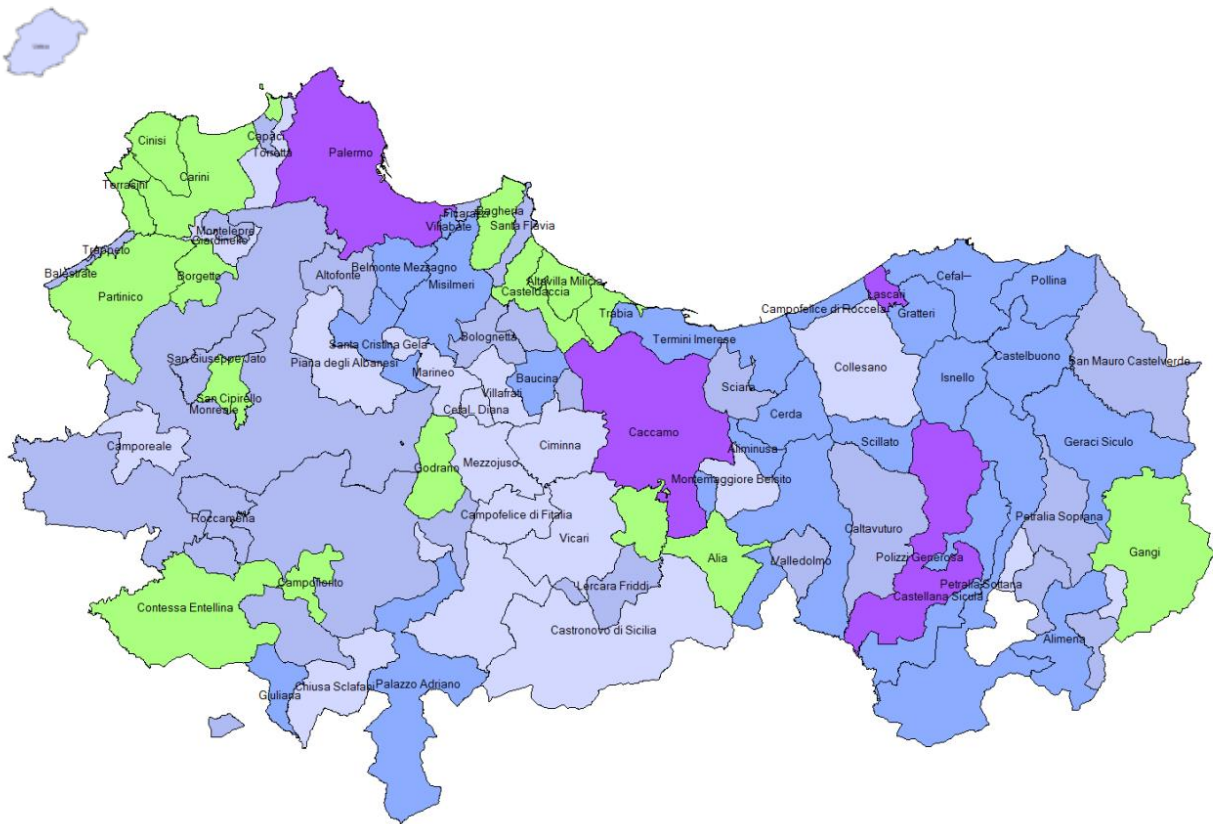 Cinisi
Capaci
Torretta
Palermo
Carini
Terrasini
Bagheria
Ficarazzi
Santa Flavia
Villabate
Montelepre
Giardinello
Trappeto
Balestrate
Borgetto
Partinico
Altofonte
Belmonte Mezzagno
Misilmeri
Altavilla Milicia
Casteldaccia
Trabia
Cefal
Pollina
Lascari
Campofelice di Roccella
Gratteri
Termini Imerese
Bolognetta
Santa Cristina Gela
Piana degli Albanesi
San Giuseppe Jato
San Cipirello
Monreale
Marineo
Villafrati
Baucina
Cefal_Diana
Sciara
Collesano
Castelbuono
San Mauro Castelverde
Isnello
Cerda
Camporeale
Ciminna
Caccamo
Aliminusa
Scillato
Geraci Siculo
Godrano
Mezzojuso
Montemaggiore Belsito
Roccamena
Campofelice di Fitalia
Vicari
Caltavuturo
Petralia Soprana
Gangi
Alia
Valledolmo
Polizzi Generosa
Petralia Sottana
Castellana Sicula
Campofiorito
Contessa Entellina
Lercara Friddi
Castronovo di Sicilia
Alimena
Giuliana
Chiusa Sclafani
Palazzo Adriano